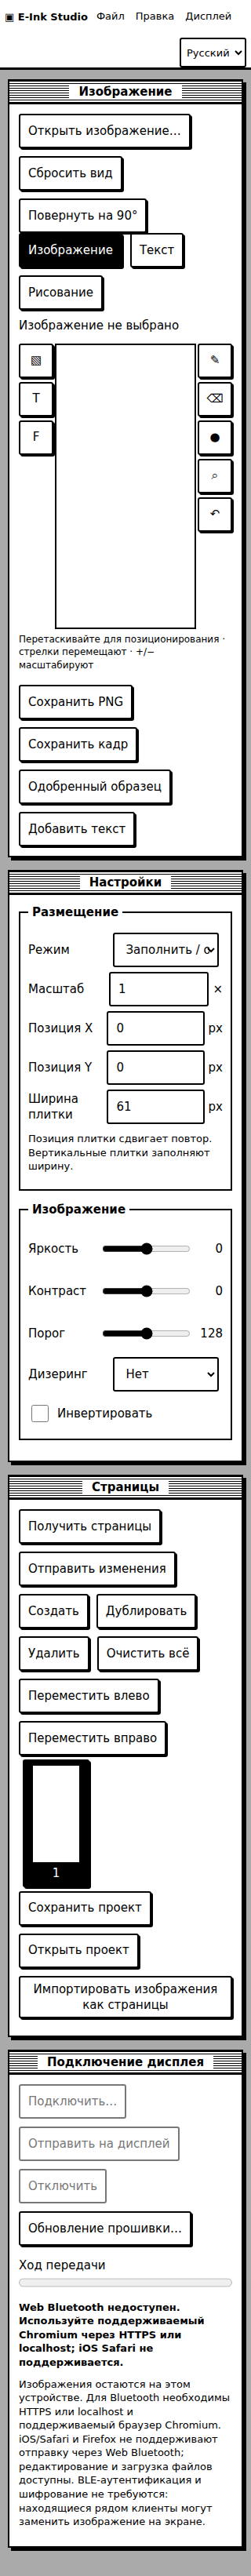 ▣ E-Ink Studio Файл Правка Дисплей
Русский
Изображение
Открыть изображение…
Сбросить вид
Повернуть на 90°
Изображение Текст
Рисование
Изображение не выбрано
▧ ✎
T ⌫
F ●
⌕
↶
Перетаскивайте для позиционирования ·
стрелки перемещают · +/−
масштабируют
Сохранить PNG
Сохранить кадр
Одобренный образец
Добавить текст
Настройки
Размещение
Режим Заполнить / о
Масштаб 1 ×
Позиция X 0 px
Позиция Y 0 px
Ширина
плитки 61 px
Позиция плитки сдвигает повтор.
Вертикальные плитки заполняют
ширину.
Изображение
Яркость 0
Контраст 0
Порог 128
Дизеринг Нет
Инвертировать
Страницы
Получить страницы
Отправить изменения
Создать Дублировать
Удалить Очистить всё
Переместить влево
Переместить вправо
1
Сохранить проект
Открыть проект
Импортировать изображения
как страницы
Подключение дисплея
Подключить…
Отправить на дисплей
Отключить
Обновление прошивки…
Ход передачи
Web Bluetooth недоступен.
Используйте поддерживаемый
Chromium через HTTPS или
localhost; iOS Safari не
поддерживается.
Изображения остаются на этом
устройстве. Для Bluetooth необходимы
HTTPS или localhost и
поддерживаемый браузер Chromium.
iOS/Safari и Firefox не поддерживают
отправку через Web Bluetooth;
редактирование и загрузка файлов
доступны. BLE-аутентификация и
шифрование не требуются:
находящиеся рядом клиенты могут
заменить изображение на экране.